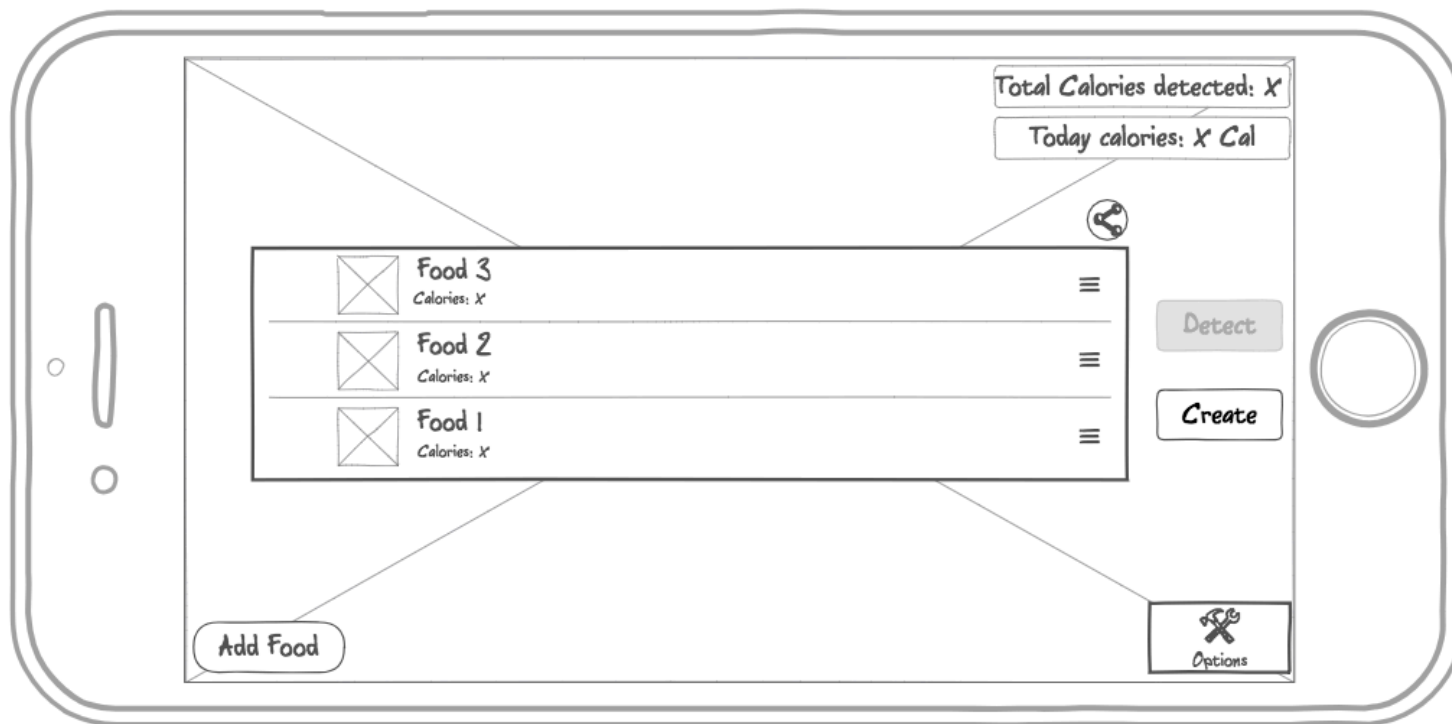 Total Calories detected: X
Today calories: X Cal
Food 3
Calories: X
Food 2
Calories: X
Food 1
Calories: X
Detect
Create
Add Food
Options